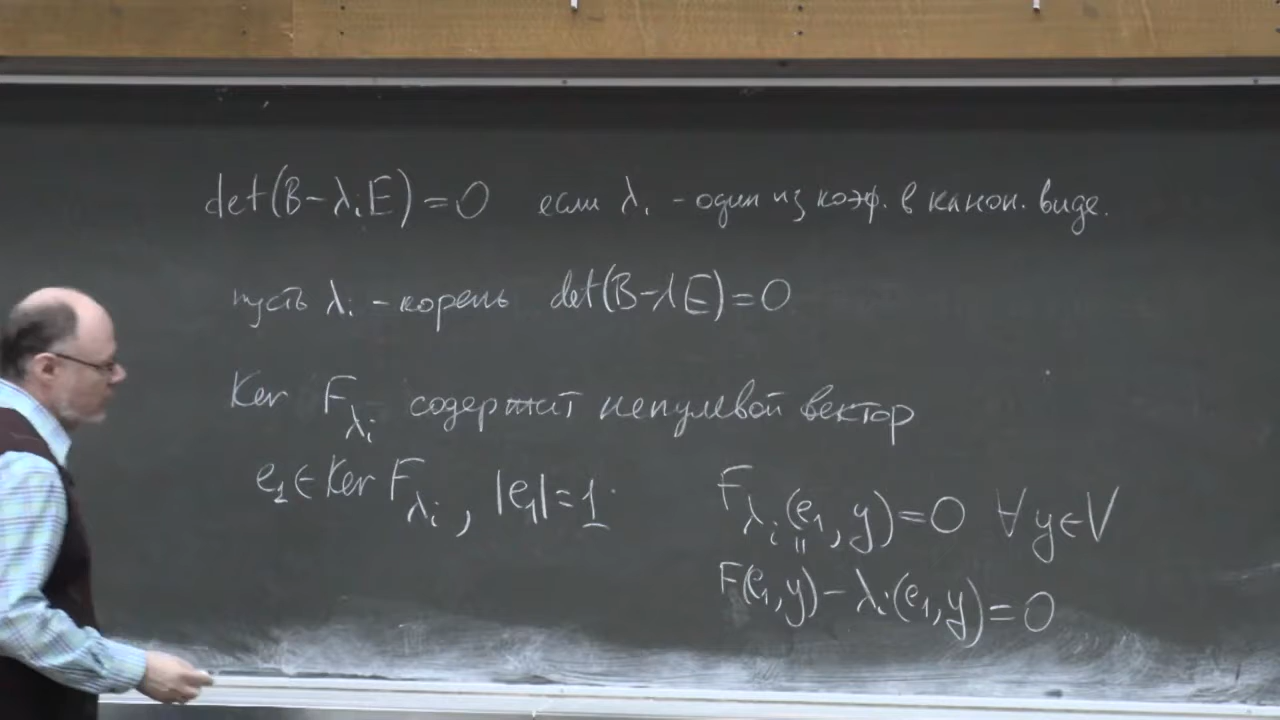 det(B-λᵢE)=0 если λᵢ - один из коэф. в канон. виде.
пусть λᵢ - корень det(B-λE)=0
Ker F_λᵢ содержит ненулевой вектор
e₁ ∈ Ker F_λᵢ, |e₁|=1. F_λᵢ(e₁, y)=0 ∀y∈V
F(e₁, y) - λᵢ(e₁, y)=0